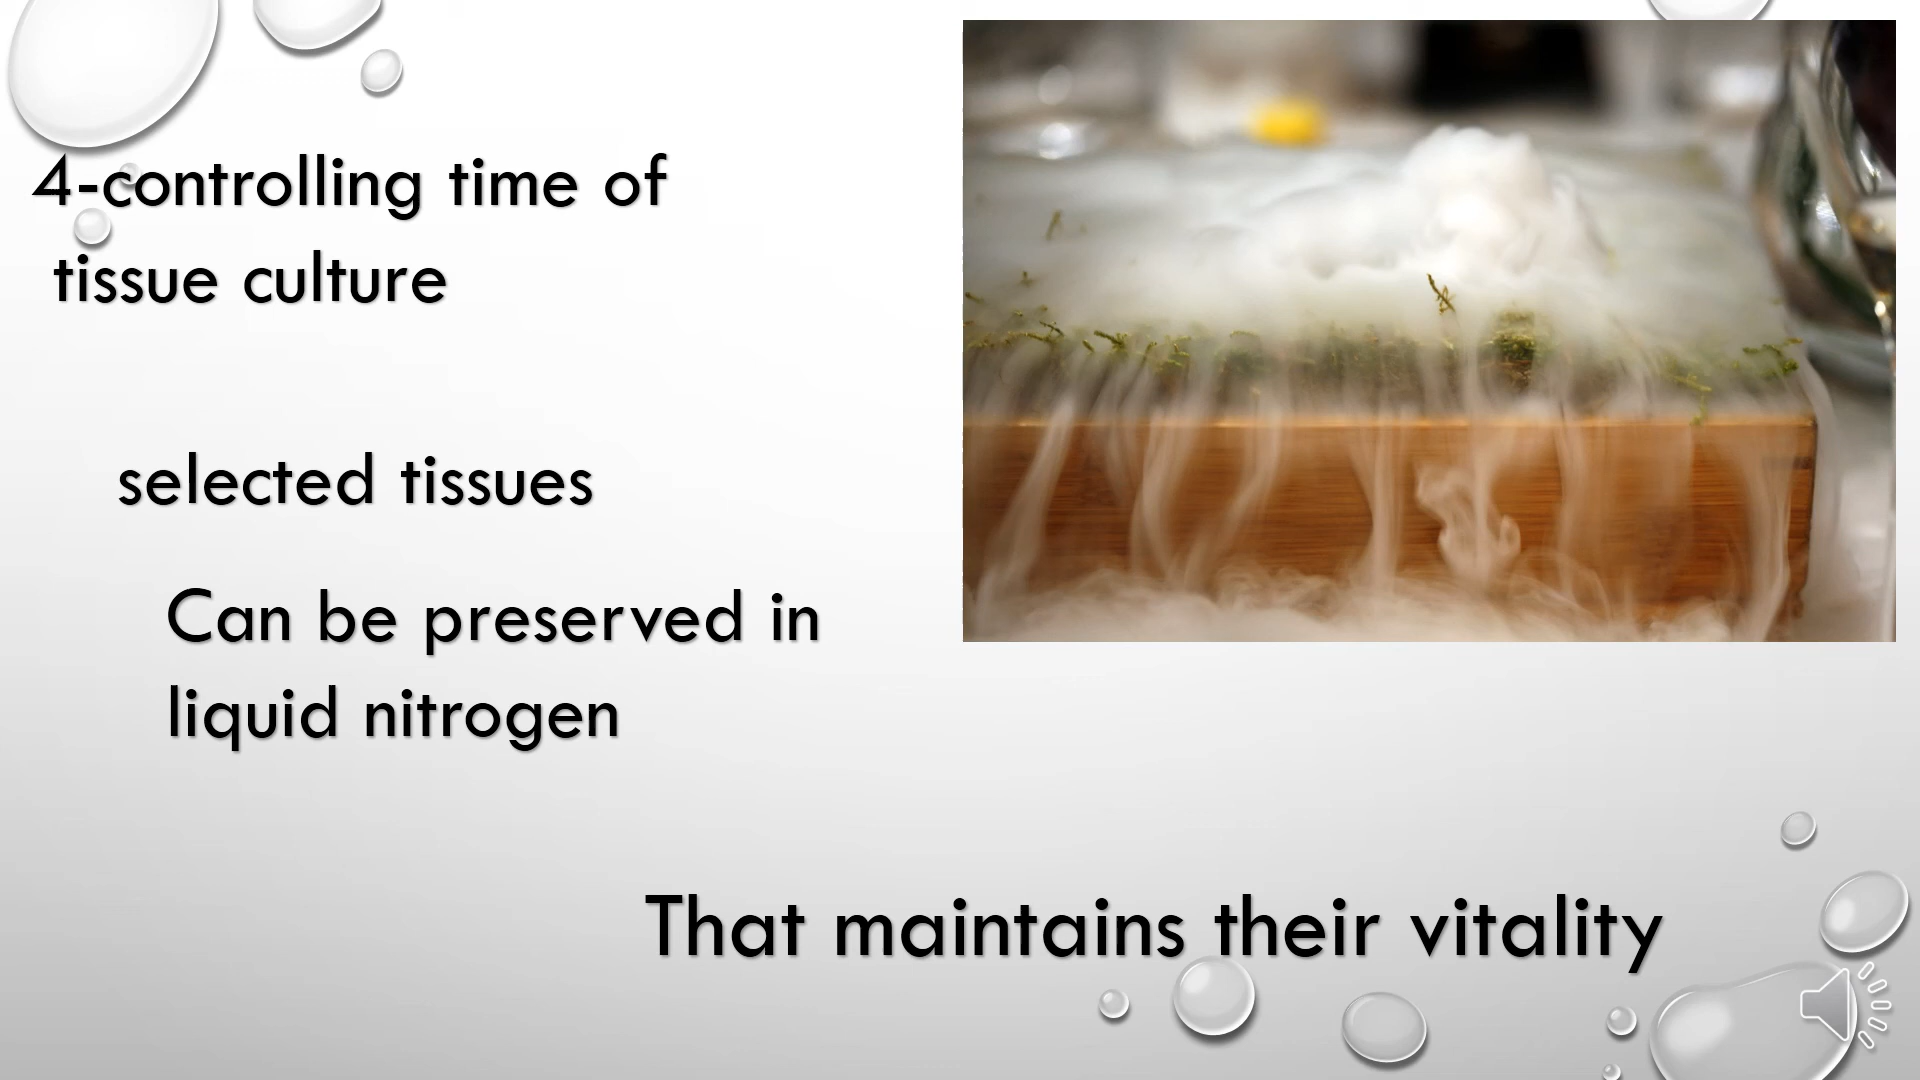 4-controlling time of
tissue culture
selected tissues
Can be preserved in
liquid nitrogen
That maintains their vitality